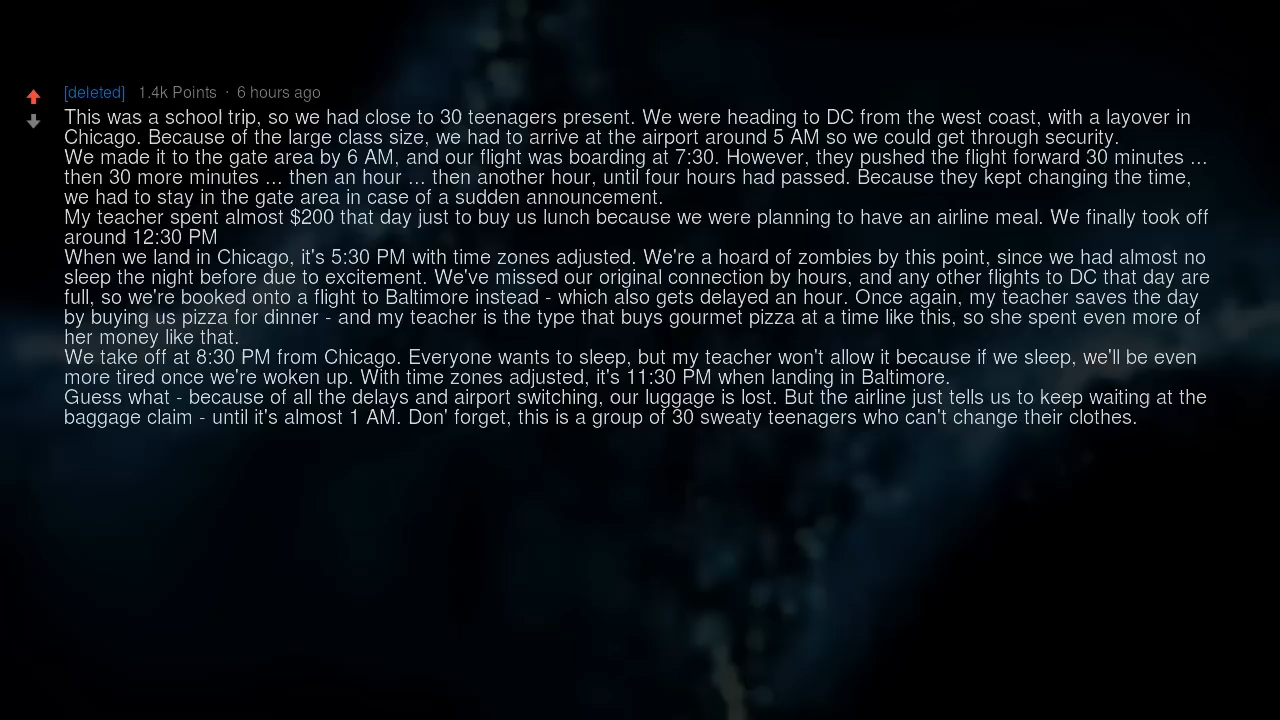 [deleted] 1.4k Points · 6 hours ago
This was a school trip, so we had close to 30 teenagers present. We were heading to DC from the west coast, with a layover in
Chicago. Because of the large class size, we had to arrive at the airport around 5 AM so we could get through security.
We made it to the gate area by 6 AM, and our flight was boarding at 7:30. However, they pushed the flight forward 30 minutes ...
then 30 more minutes ... then an hour ... then another hour, until four hours had passed. Because they kept changing the time,
we had to stay in the gate area in case of a sudden announcement.
My teacher spent almost $200 that day just to buy us lunch because we were planning to have an airline meal. We finally took off
around 12:30 PM
When we land in Chicago, it's 5:30 PM with time zones adjusted. We're a hoard of zombies by this point, since we had almost no
sleep the night before due to excitement. We've missed our original connection by hours, and any other flights to DC that day are
full, so we're booked onto a flight to Baltimore instead - which also gets delayed an hour. Once again, my teacher saves the day
by buying us pizza for dinner - and my teacher is the type that buys gourmet pizza at a time like this, so she spent even more of
her money like that.
We take off at 8:30 PM from Chicago. Everyone wants to sleep, but my teacher won't allow it because if we sleep, we'll be even
more tired once we're woken up. With time zones adjusted, it's 11:30 PM when landing in Baltimore.
Guess what - because of all the delays and airport switching, our luggage is lost. But the airline just tells us to keep waiting at the
baggage claim - until it's almost 1 AM. Don' forget, this is a group of 30 sweaty teenagers who can't change their clothes.